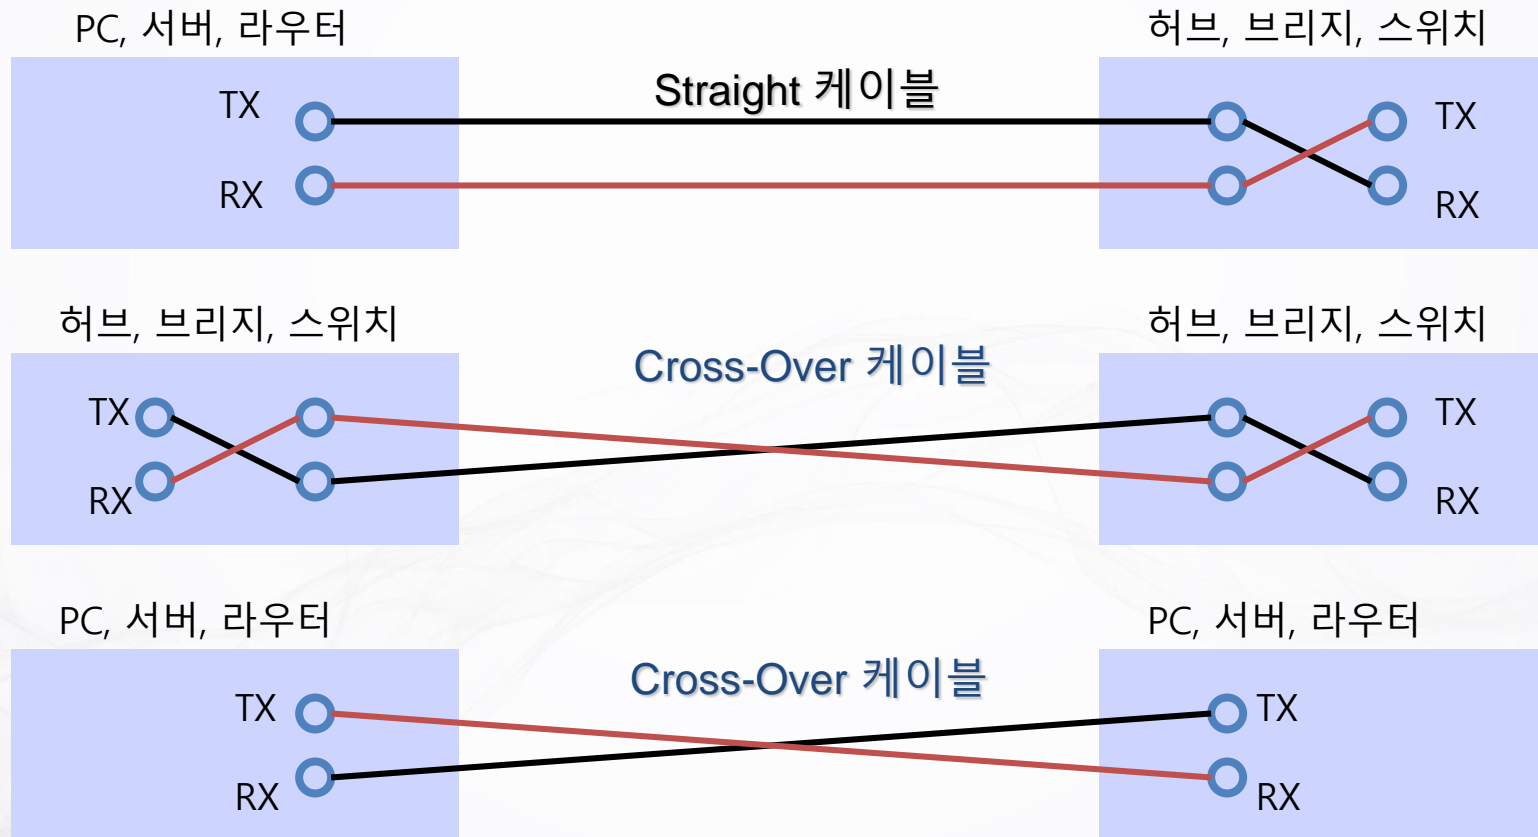 PC, 서버, 라우터
허브, 브리지, 스위치
Straight 케이블
TX
TX
RX
RX
허브, 브리지, 스위치
허브, 브리지, 스위치
Cross-Over 케이블
TX
TX
RX
RX
PC, 서버, 라우터
PC, 서버, 라우터
Cross-Over 케이블
TX
TX
RX
RX